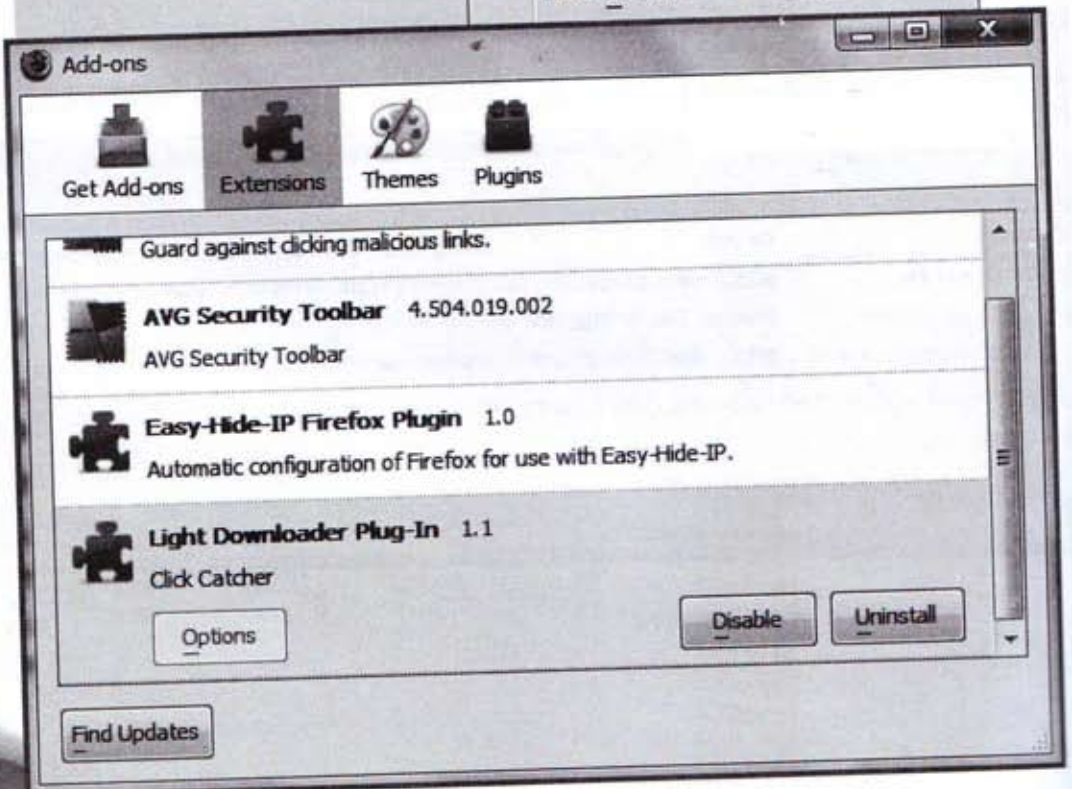 Add-ons
Get Add-ons Extensions Themes Plugins
Guard against clicking malicious links.
AVG Security Toolbar 4.504.019.002
AVG Security Toolbar
Easy-Hide-IP Firefox Plugin 1.0
Automatic configuration of Firefox for use with Easy-Hide-IP.
Light Downloader Plug-In 1.1
Click Catcher
Options Disable Uninstall
Find Updates